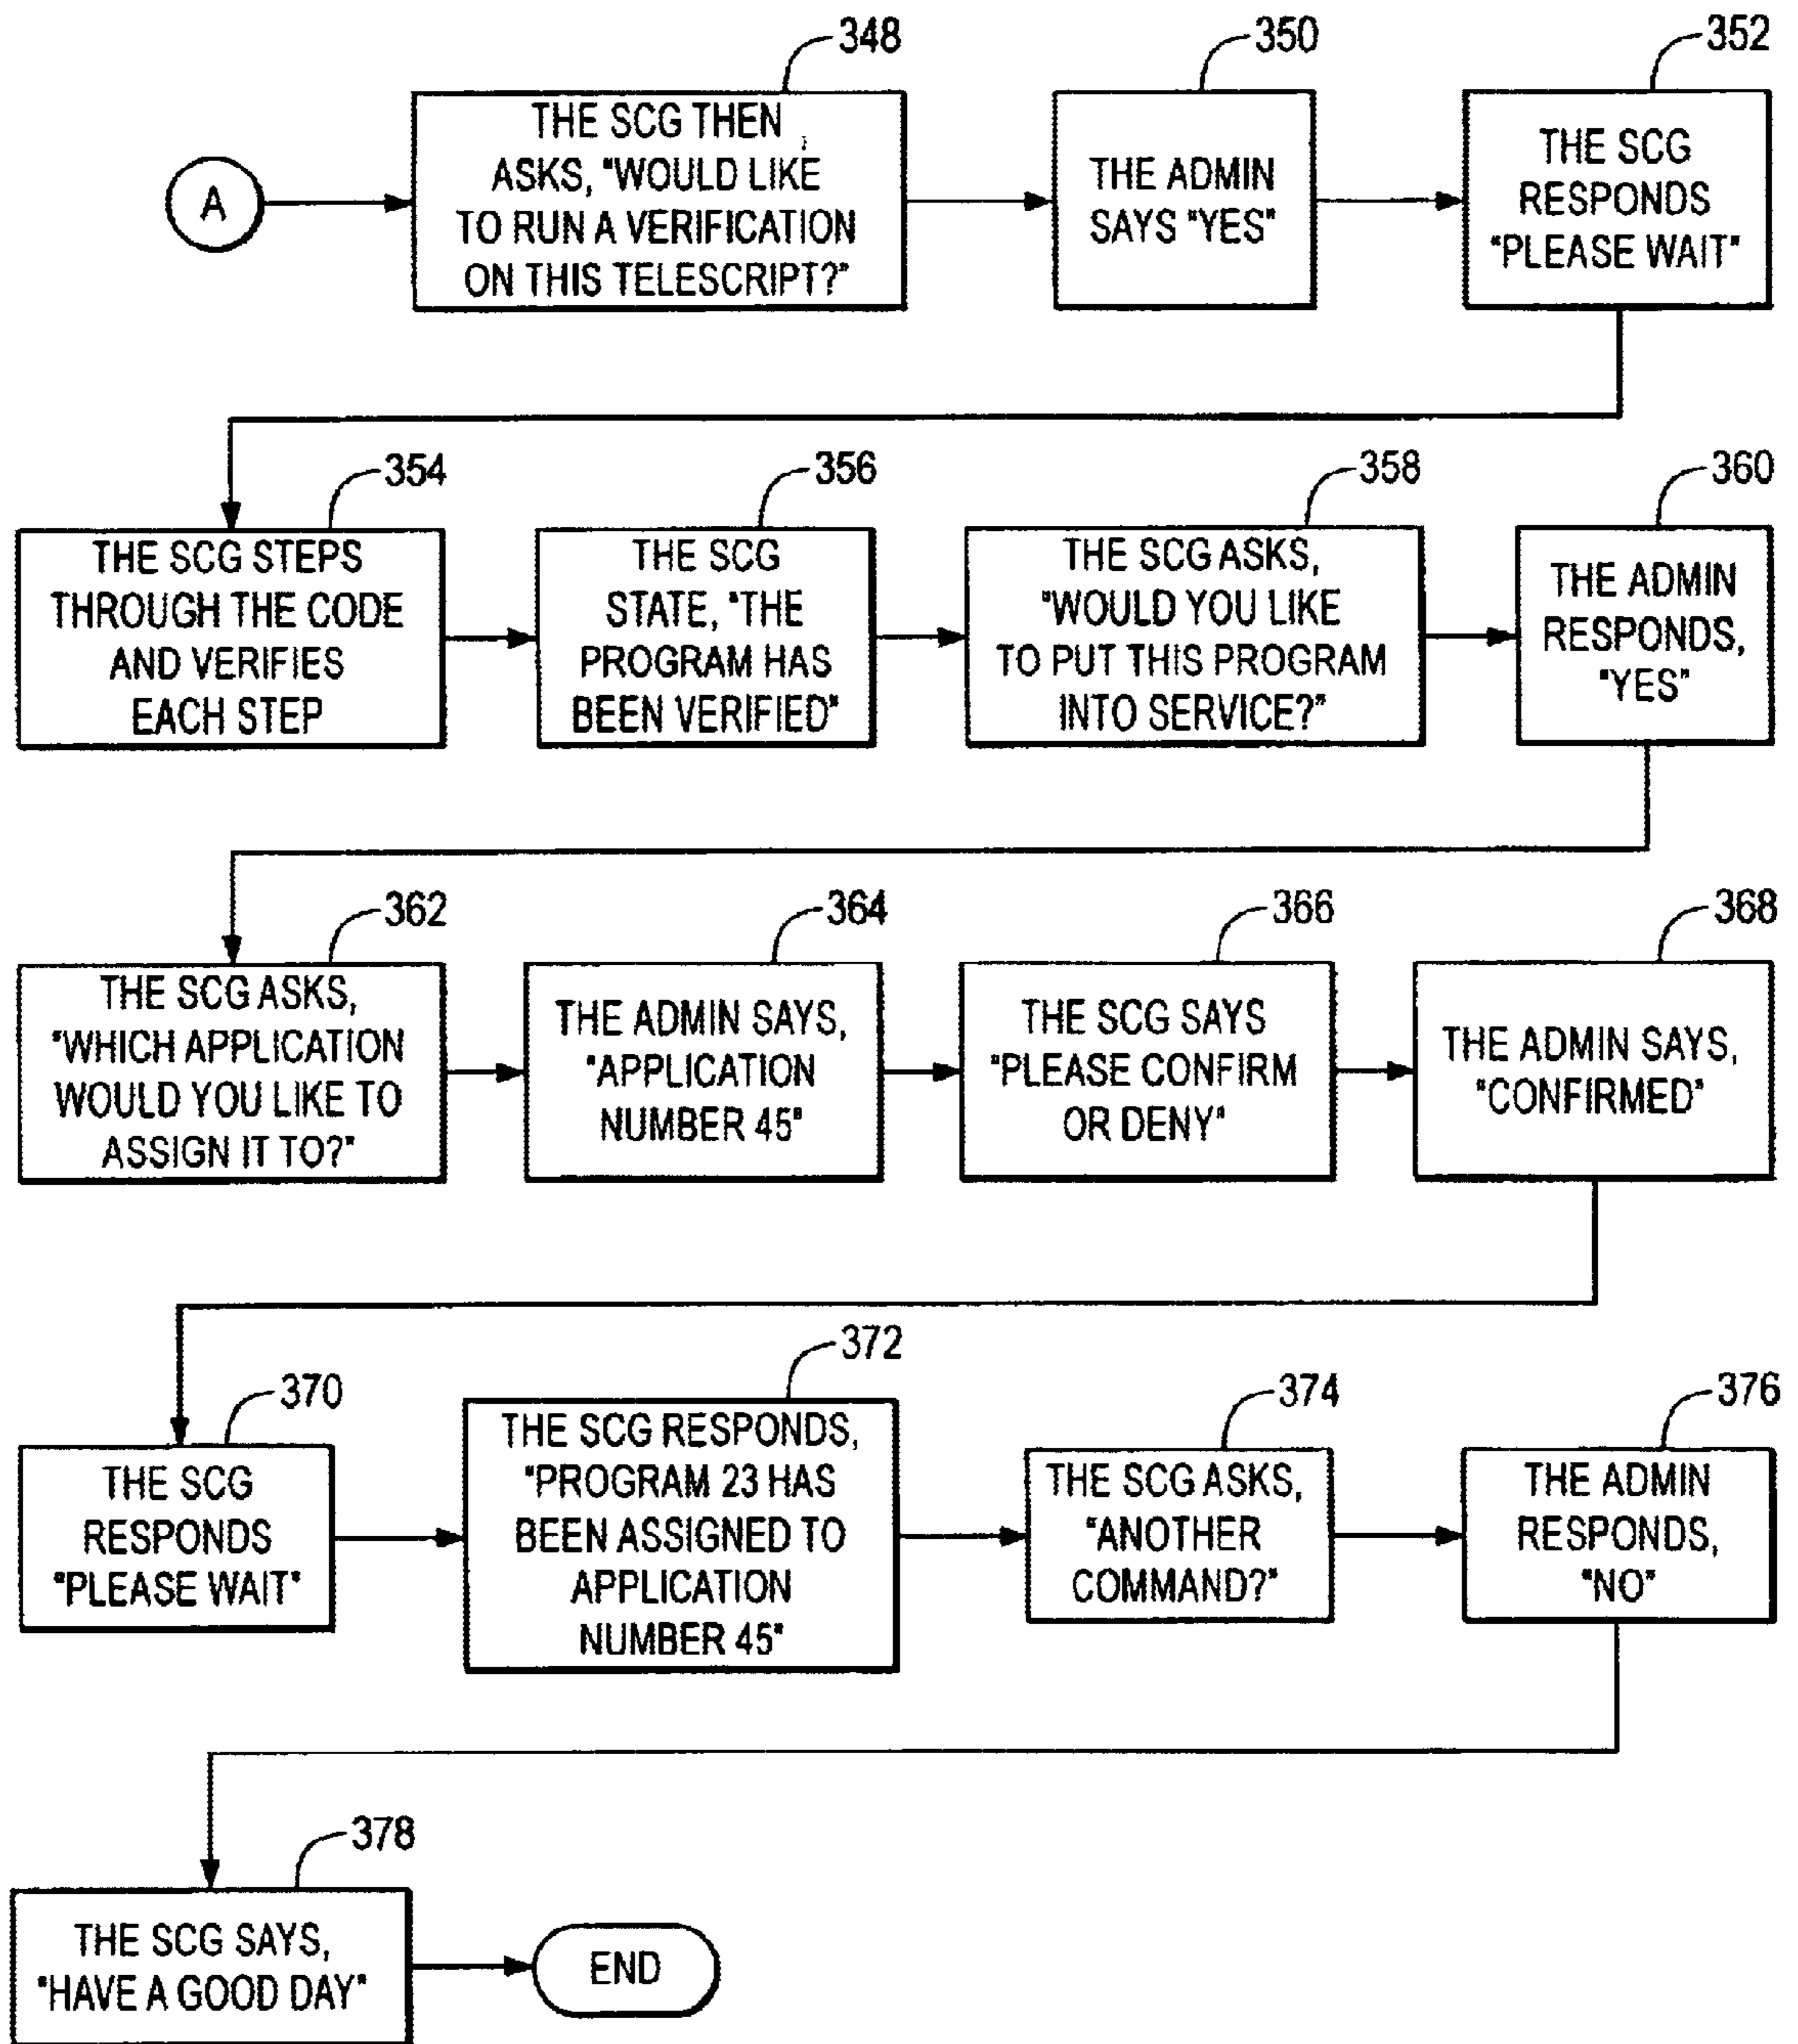 348
THE SCG THEN
ASKS, "WOULD LIKE
TO RUN A VERIFICATION
ON THIS TELESCRIPT?"
350
THE ADMIN
SAYS "YES"
352
THE SCG
RESPONDS
"PLEASE WAIT"
A
354
THE SCG STEPS
THROUGH THE CODE
AND VERIFIES
EACH STEP
356
THE SCG
STATE, "THE
PROGRAM HAS
BEEN VERIFIED"
358
THE SCG ASKS,
"WOULD YOU LIKE
TO PUT THIS PROGRAM
INTO SERVICE?"
360
THE ADMIN
RESPONDS,
"YES"
362
THE SCG ASKS,
"WHICH APPLICATION
WOULD YOU LIKE TO
ASSIGN IT TO?"
364
THE ADMIN SAYS,
"APPLICATION
NUMBER 45"
366
THE SCG SAYS
"PLEASE CONFIRM
OR DENY"
368
THE ADMIN SAYS,
"CONFIRMED"
370
THE SCG
RESPONDS
"PLEASE WAIT"
372
THE SCG RESPONDS,
"PROGRAM 23 HAS
BEEN ASSIGNED TO
APPLICATION
NUMBER 45"
374
THE SCG ASKS,
"ANOTHER
COMMAND?"
376
THE ADMIN
RESPONDS,
"NO"
378
THE SCG SAYS,
"HAVE A GOOD DAY"
END